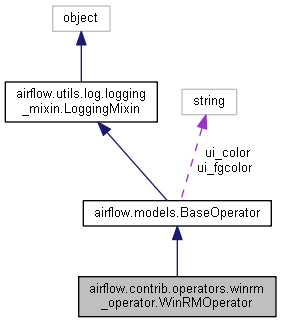 object
airflow.utils.log.logging
_mixin.LoggingMixin
string
ui_color
ui_fgcolor
airflow.models.BaseOperator
airflow.contrib.operators.winrm
_operator.WinRMOperator